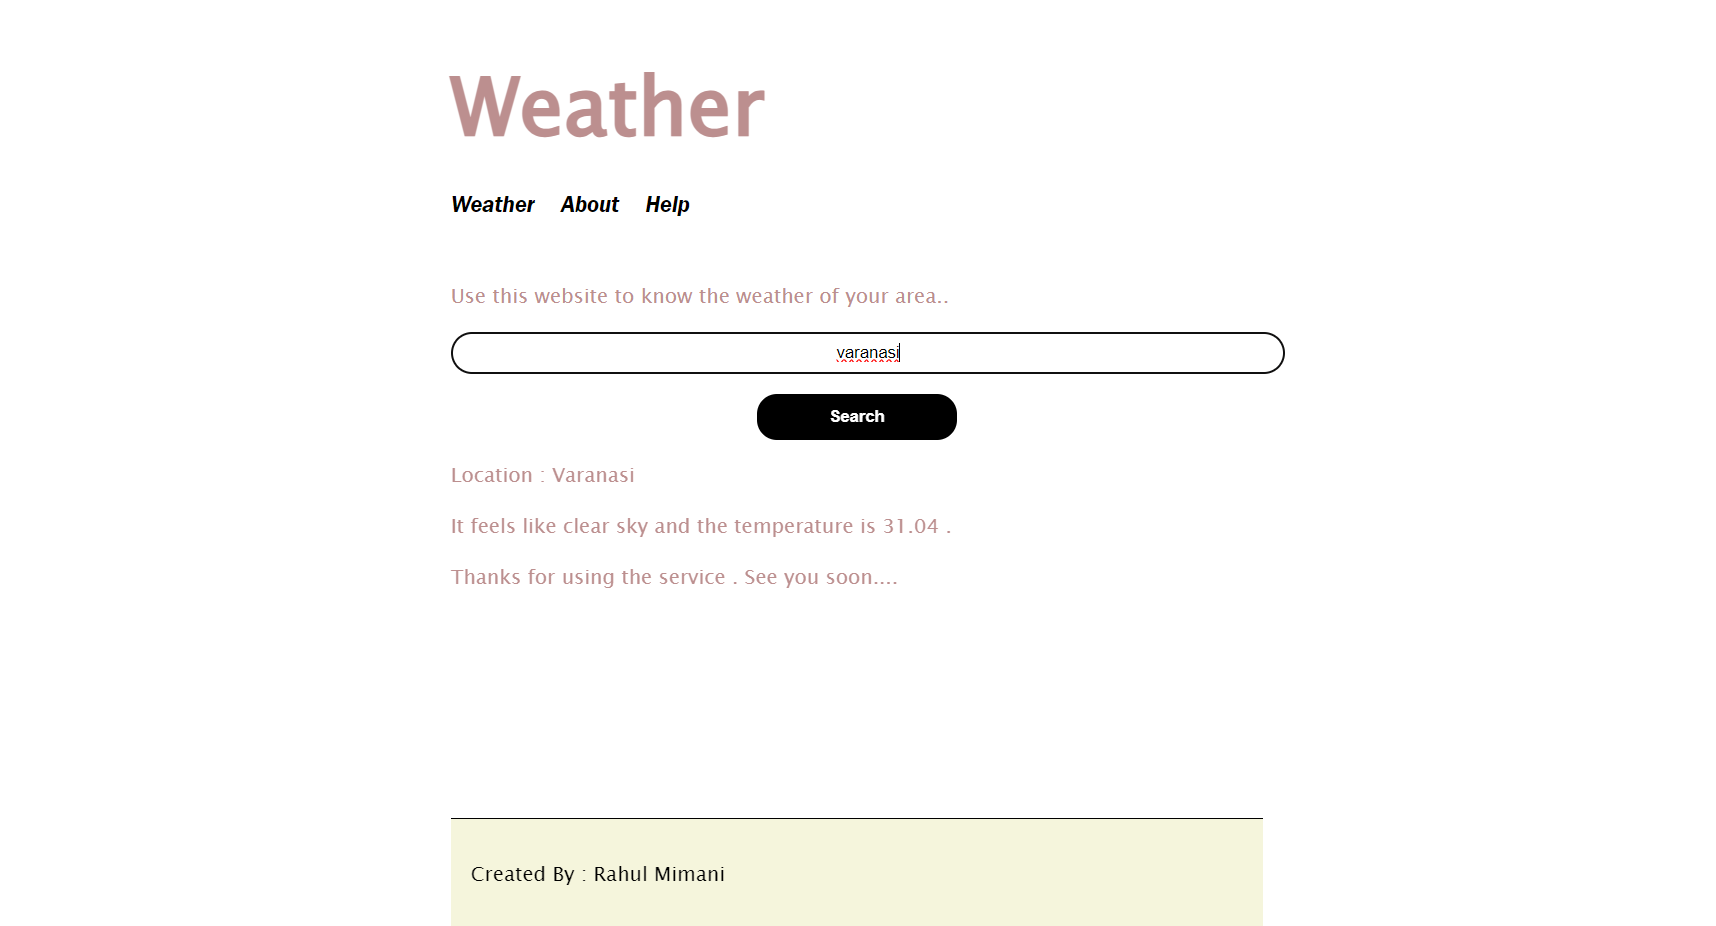 Weather
Weather About Help
Use this website to know the weather of your area..
varanasi
Search
Location : Varanasi
It feels like clear sky and the temperature is 31.04 .
Thanks for using the service . See you soon....
Created By : Rahul Mimani